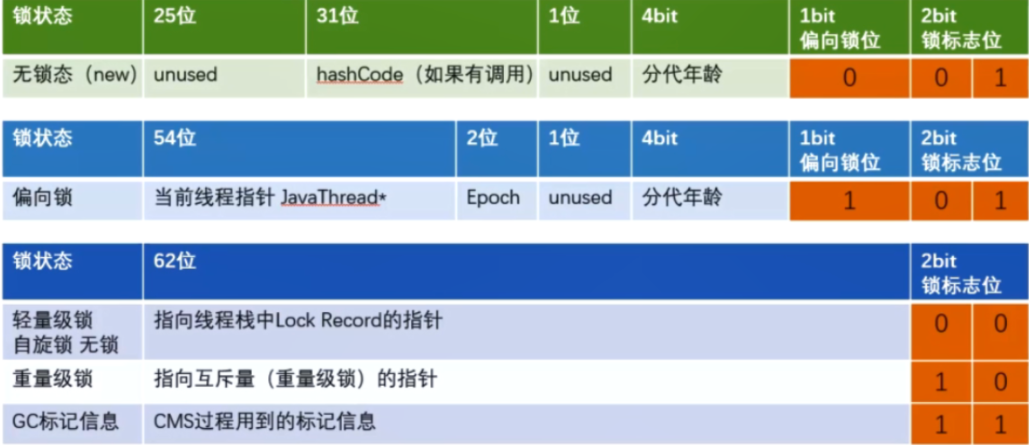 锁状态 25位 31位 1位 4bit 1bit 2bit
偏向锁位 锁标志位
无锁态（new） unused hashCode（如果有调用） unused 分代年龄 0 0 1
锁状态 54位 2位 1位 4bit 1bit 2bit
偏向锁位 锁标志位
偏向锁 当前线程指针 JavaThread* Epoch unused 分代年龄 1 0 1
锁状态 62位 2bit
锁标志位
轻量级锁 指向线程栈中Lock Record的指针 0 0
自旋锁 无锁
重量级锁 指向互斥量（重量级锁）的指针 1 0
GC标记信息 CMS过程用到的标记信息 1 1